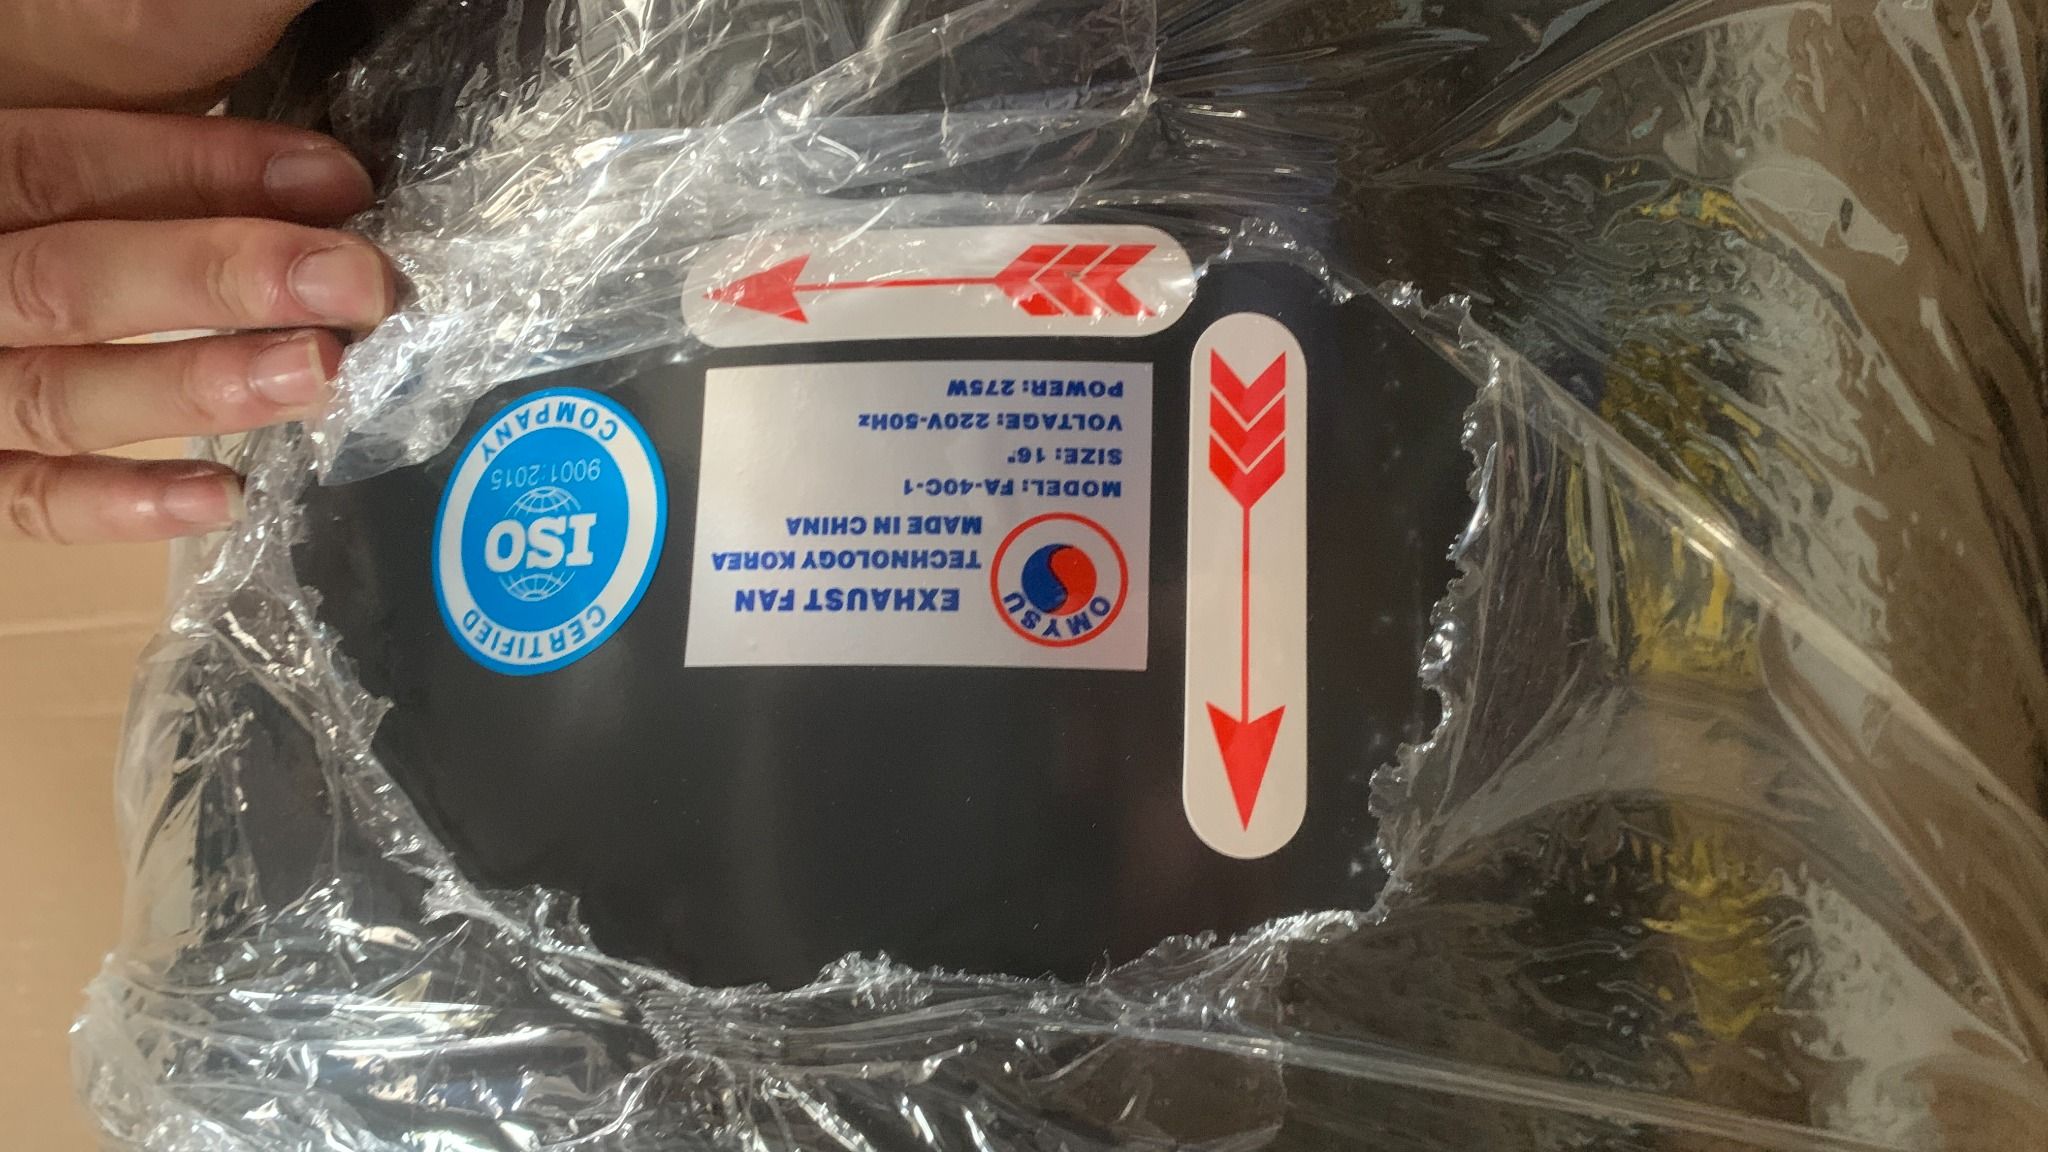 OMYSU
EXHAUST FAN
TECHNOLOGY KOREA
MADE IN CHINA
MODEL: FA-40C-1
SIZE: 16"
VOLTAGE: 220V-50Hz
POWER: 275W
CERTIFIED
ISO
9001:2015
COMPANY